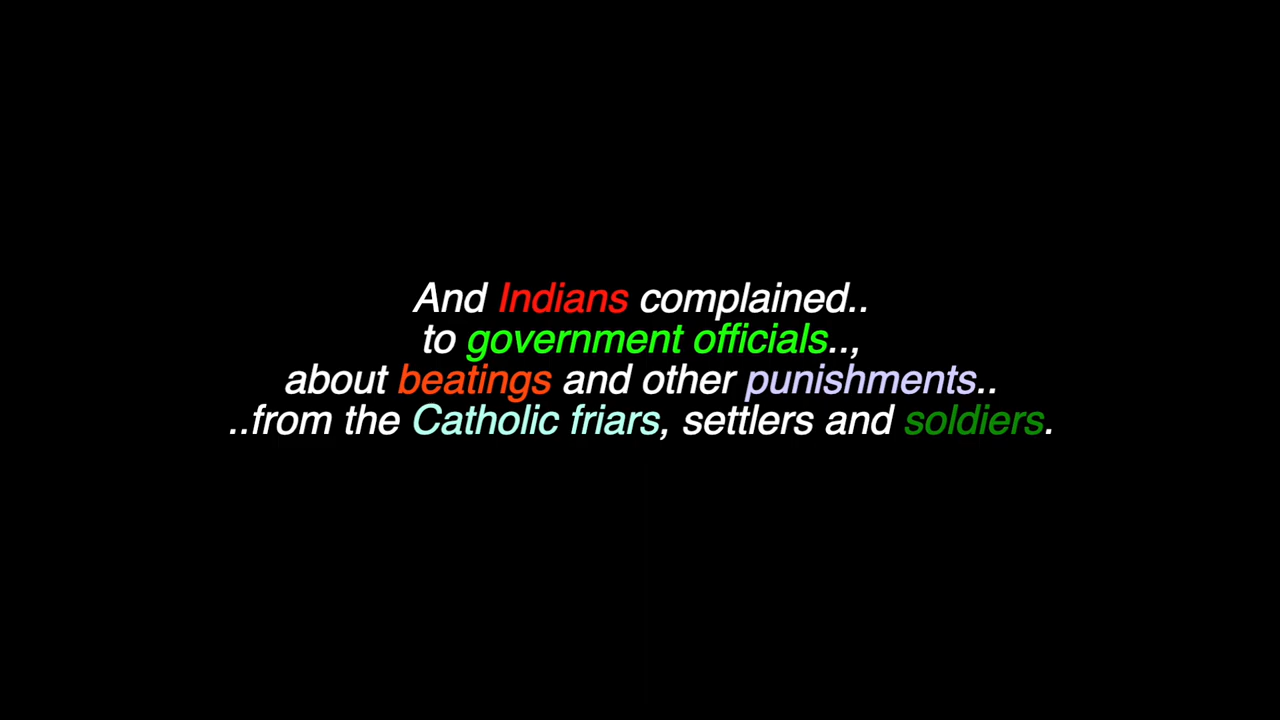 And Indians complained..
to government officials..,
about beatings and other punishments..
..from the Catholic friars, settlers and soldiers.